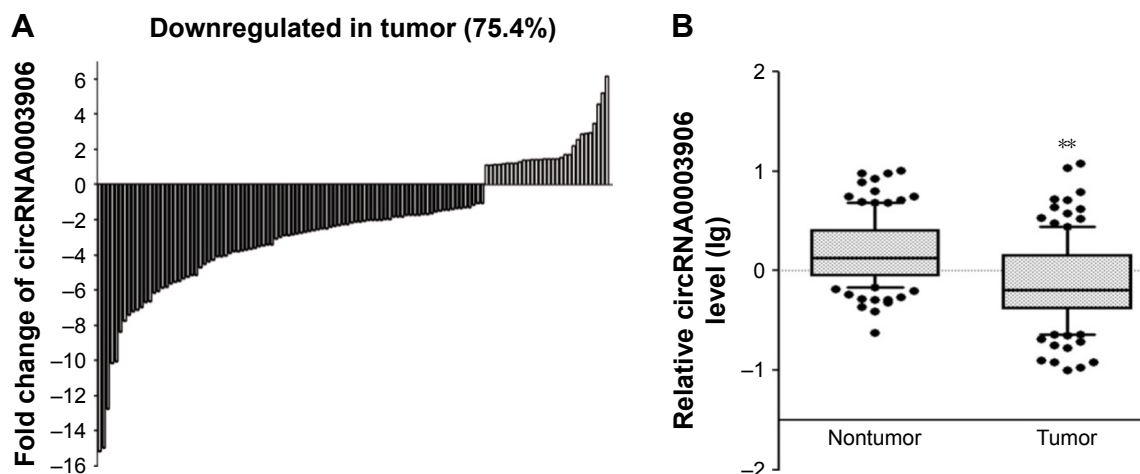 A
Downregulated in tumor (75.4%)
Fold change of circRNA0003906
6
4
2
0
–2
–4
–6
–8
–10
–12
–14
–16
B
Relative circRNA0003906
level (lg)
2
1
0
–1
–2
**
Nontumor
Tumor